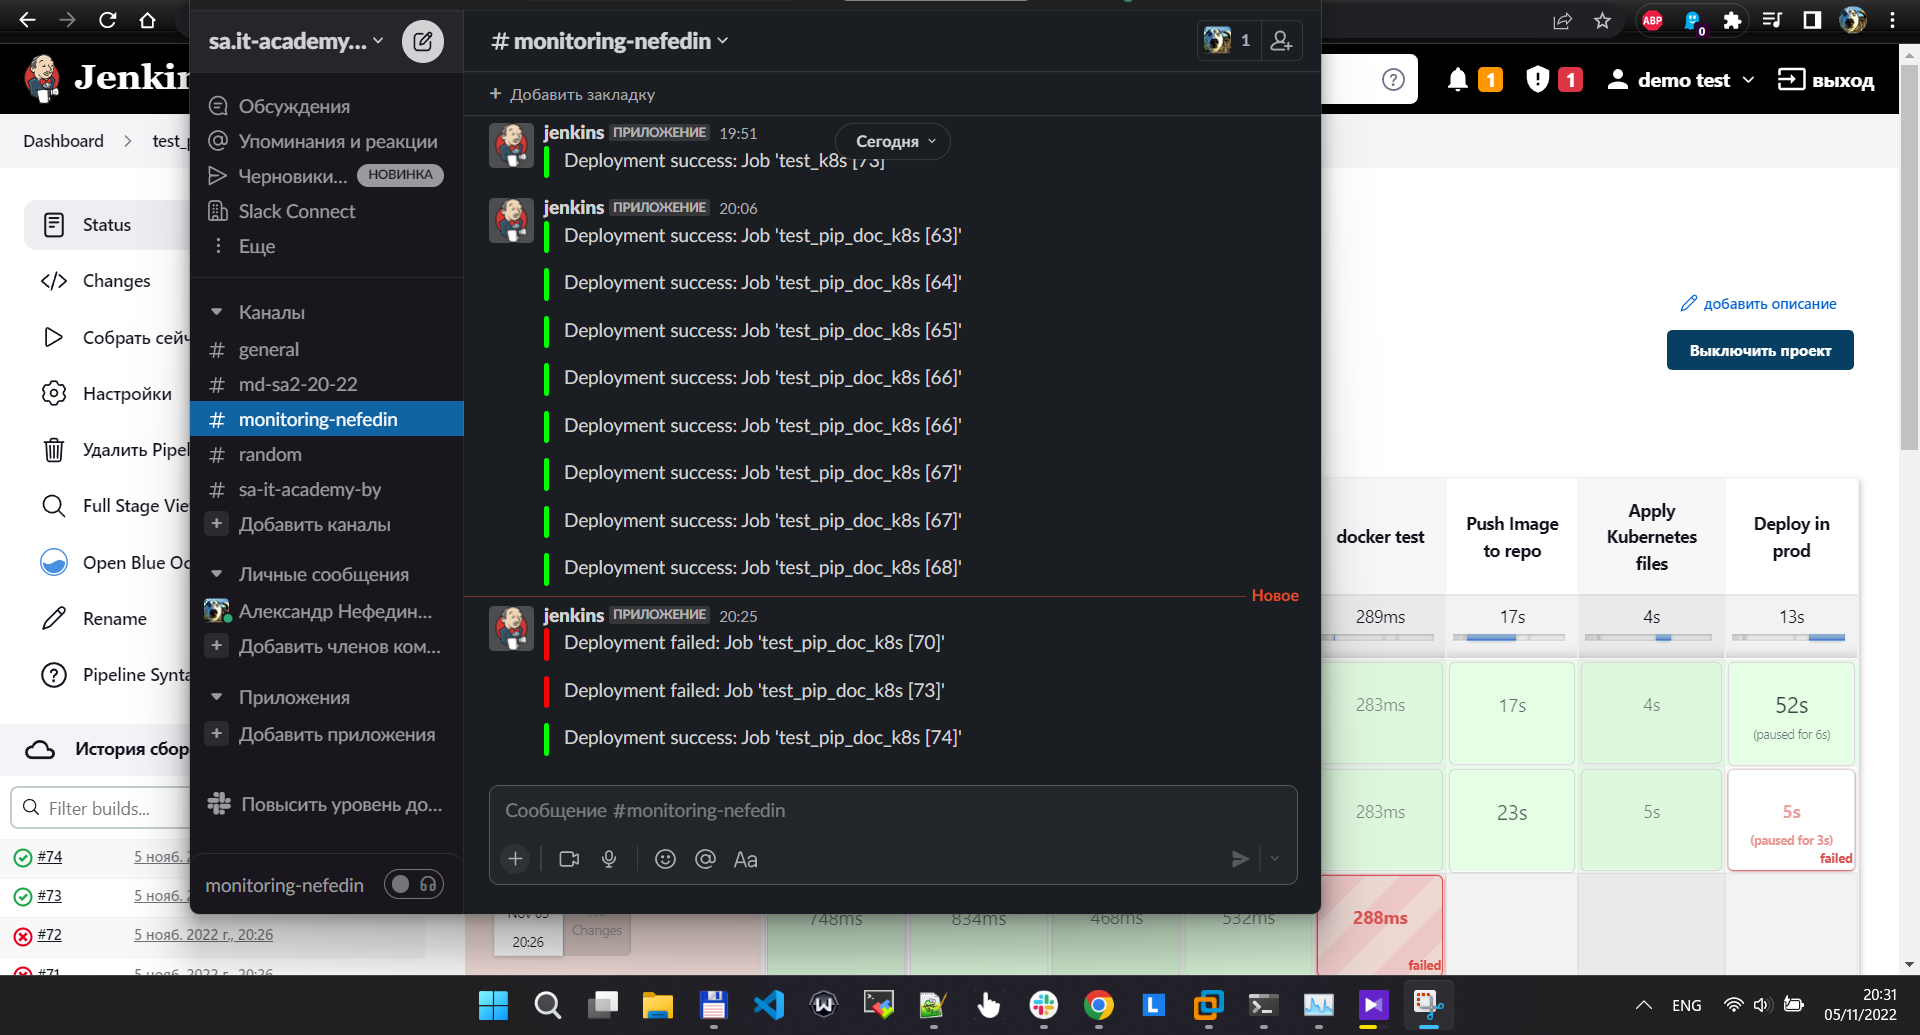 ABP
0
Jenkin
1
1
demo test
выход
Dashboard
test_p
Status
Changes
Собрать сейч
Настройки
Удалить Pipel
Full Stage Vie
Open Blue Oc
Rename
Pipeline Synta
История сбор
Filter builds...
#74
5 нояб. 2
#73
5 нояб. 2
#72
5 нояб. 2022 г., 20:26
#71
5 нояб. 2022 г., 20:26
sa.it-academy...
Обсуждения
Упоминания и реакции
Черновики...
НОВИНКА
Slack Connect
Еще
Каналы
# general
# md-sa2-20-22
# monitoring-nefedin
# random
# sa-it-academy-by
+ Добавить каналы
Личные сообщения
Александр Нефедин...
+ Добавить членов ком...
Приложения
+ Добавить приложения
Повысить уровень до...
monitoring-nefedin
# monitoring-nefedin
1
+ Добавить закладку
Сегодня
jenkins ПРИЛОЖЕНИЕ 19:51
Deployment success: Job 'test_k8s [73]'
jenkins ПРИЛОЖЕНИЕ 20:06
Deployment success: Job 'test_pip_doc_k8s [63]'
Deployment success: Job 'test_pip_doc_k8s [64]'
Deployment success: Job 'test_pip_doc_k8s [65]'
Deployment success: Job 'test_pip_doc_k8s [66]'
Deployment success: Job 'test_pip_doc_k8s [66]'
Deployment success: Job 'test_pip_doc_k8s [67]'
Deployment success: Job 'test_pip_doc_k8s [67]'
Deployment success: Job 'test_pip_doc_k8s [68]'
Новое
jenkins ПРИЛОЖЕНИЕ 20:25
Deployment failed: Job 'test_pip_doc_k8s [70]'
Deployment failed: Job 'test_pip_doc_k8s [73]'
Deployment success: Job 'test_pip_doc_k8s [74]'
Сообщение #monitoring-nefedin
Aa
добавить описание
Выключить проект
docker test
Push Image
to repo
Apply
Kubernetes
files
Deploy in
prod
289ms
17s
4s
13s
283ms
17s
4s
52s
(paused for 6s)
283ms
23s
5s
5s
(paused for 3s)
failed
Nov 05
20:26
No
Changes
748ms
834ms
468ms
532ms
288ms
failed
ENG
20:31
05/11/2022